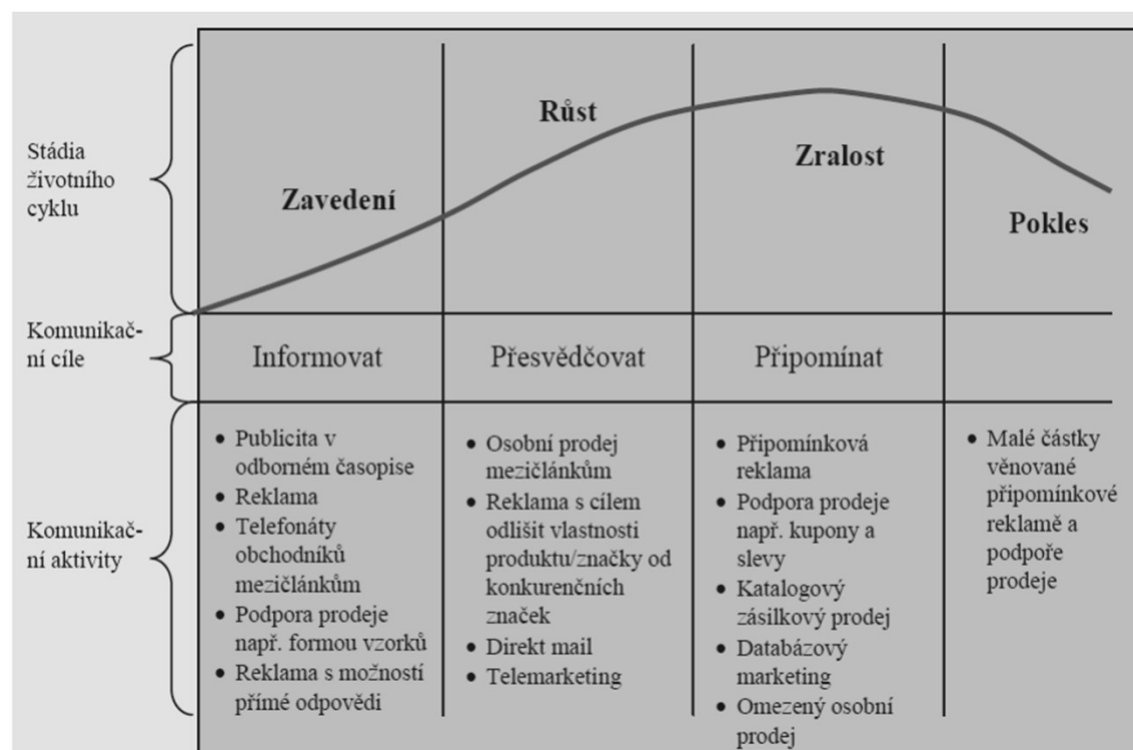 Stádia
životního
cyklu
Zavedení
Růst
Zralost
Pokles
Komunikač-
ní cíle
Informovat
Přesvědčovat
Připomínat
Komunikač-
ní aktivity
• Publicita v
odborném časopise
• Reklama
• Telefonáty
obchodníků
mezičlánkům
• Podpora prodeje
např. formou vzorků
• Reklama s možností
přímé odpovědi
• Osobní prodej
mezičlánkům
• Reklama s cílem
odlišit vlastnosti
produktu/značky od
konkurenčních
značek
• Direkt mail
• Telemarketing
• Připomínková
reklama
• Podpora prodeje
např. kupony a
slevy
• Katalogový
zásilkový prodej
• Databázový
marketing
• Omezený osobní
prodej
• Malé částky
věnované
připomínkové
reklamě a
podpoře
prodeje